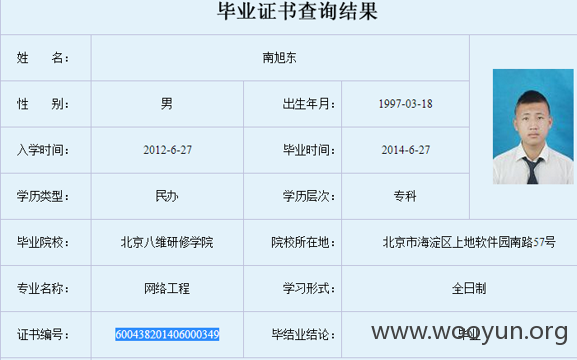 毕业证书查询结果
姓 名： 南旭东
性 别： 男 出生年月： 1997-03-18
入学时间： 2012-6-27 毕业时间： 2014-6-27
学历类型： 民办 学历层次： 专科
毕业院校： 北京八维研修学院 院校所在地： 北京市海淀区上地软件园南路57号
专业名称： 网络工程 学习形式： 全日制
证书编号： 600438201406000349 毕结业结论： 毕业
www.wooyun.org